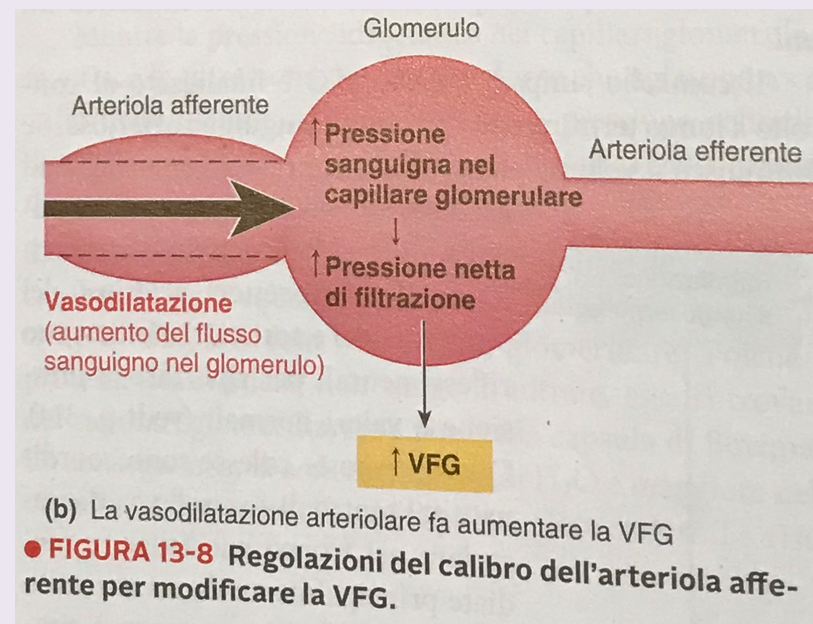 Glomerulo
Arteriola afferente
↑Pressione
sanguigna nel
capillare glomerulare
↓
↑Pressione netta
di filtrazione
Arteriola efferente
Vasodilatazione
(aumento del flusso
sanguigno nel glomerulo)
↑ VFG
(b) La vasodilatazione arteriolare fa aumentare la VFG
● FIGURA 13-8 Regolazioni del calibro dell'arteriola affe-
rente per modificare la VFG.